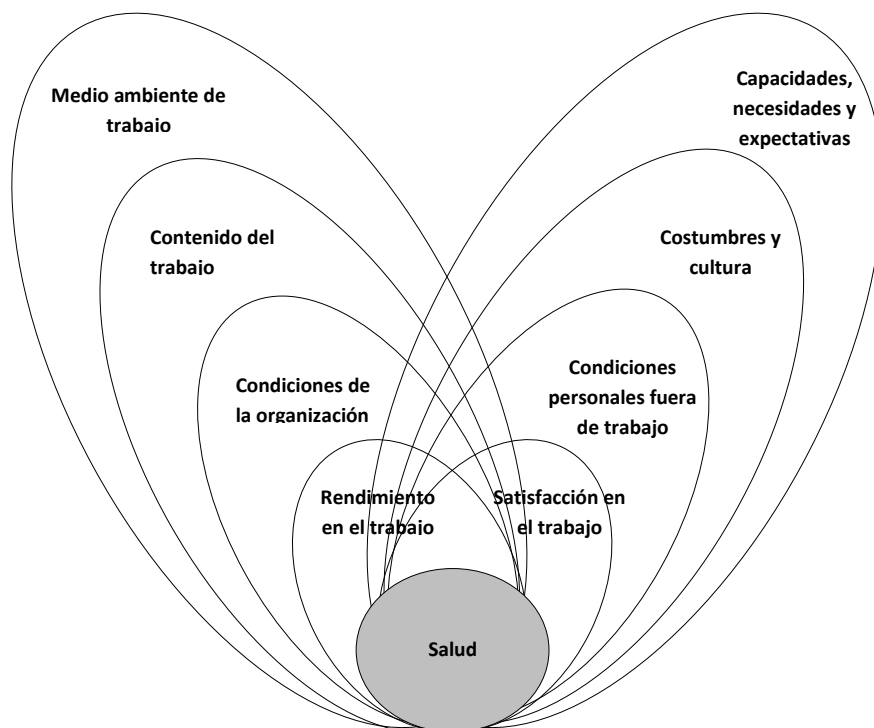 Medio ambiente de
trabajo
Capacidades,
necesidades y
expectativas
Contenido del
trabajo
Costumbres y
cultura
Condiciones de
la organización
Condiciones
personales fuera
de trabajo
Rendimiento
en el trabajo
Satisfacción en
el trabajo
Salud